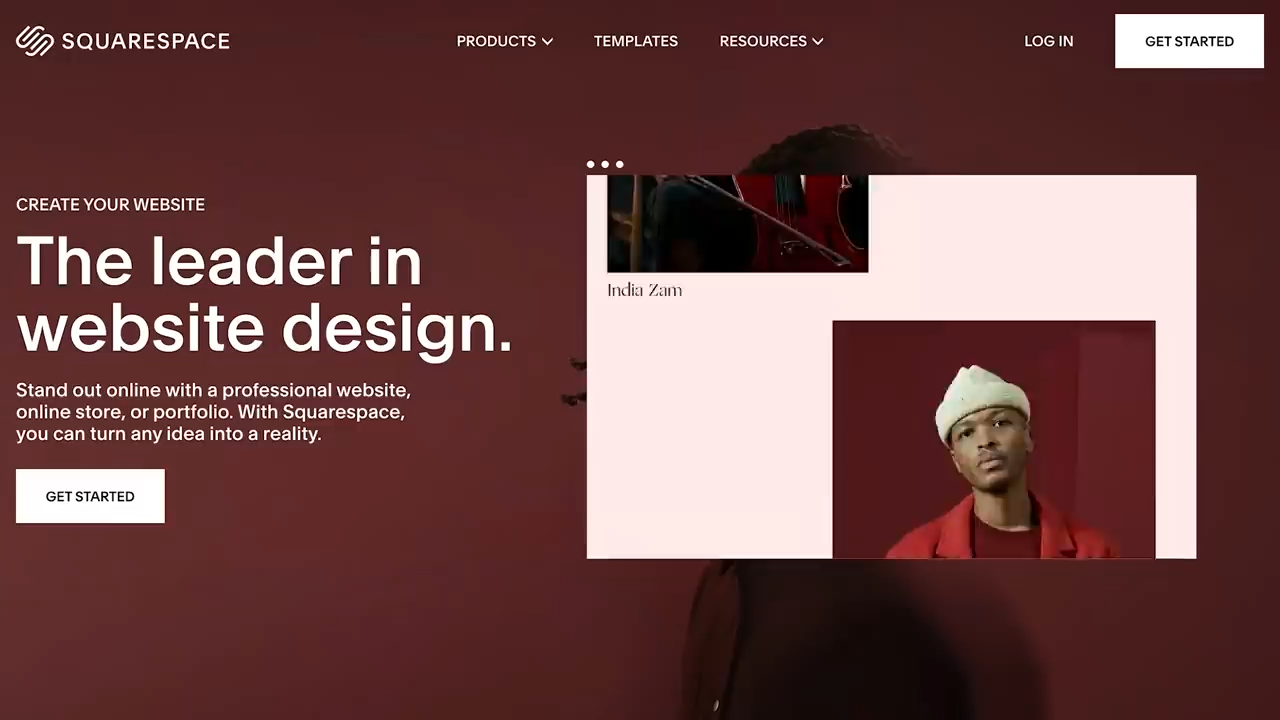 SQUARESPACE
PRODUCTS
TEMPLATES
RESOURCES
LOG IN
GET STARTED
CREATE YOUR WEBSITE
The leader in
website design.
Stand out online with a professional website,
online store, or portfolio. With Squarespace,
you can turn any idea into a reality.
GET STARTED
India Zam